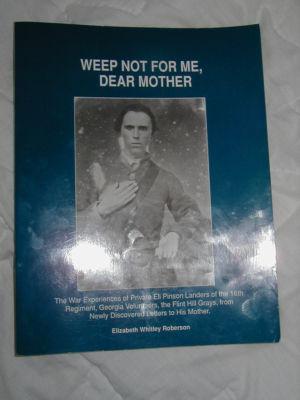 WEEP NOT FOR ME,
DEAR MOTHER
The War Experiences of Private Eli Pinson Landers of the 16th
Regiment, Georgia Volunteers, the Flint Hill Grays, from
Newly Discovered Letters to His Mother.
Elizabeth Whitley Roberson